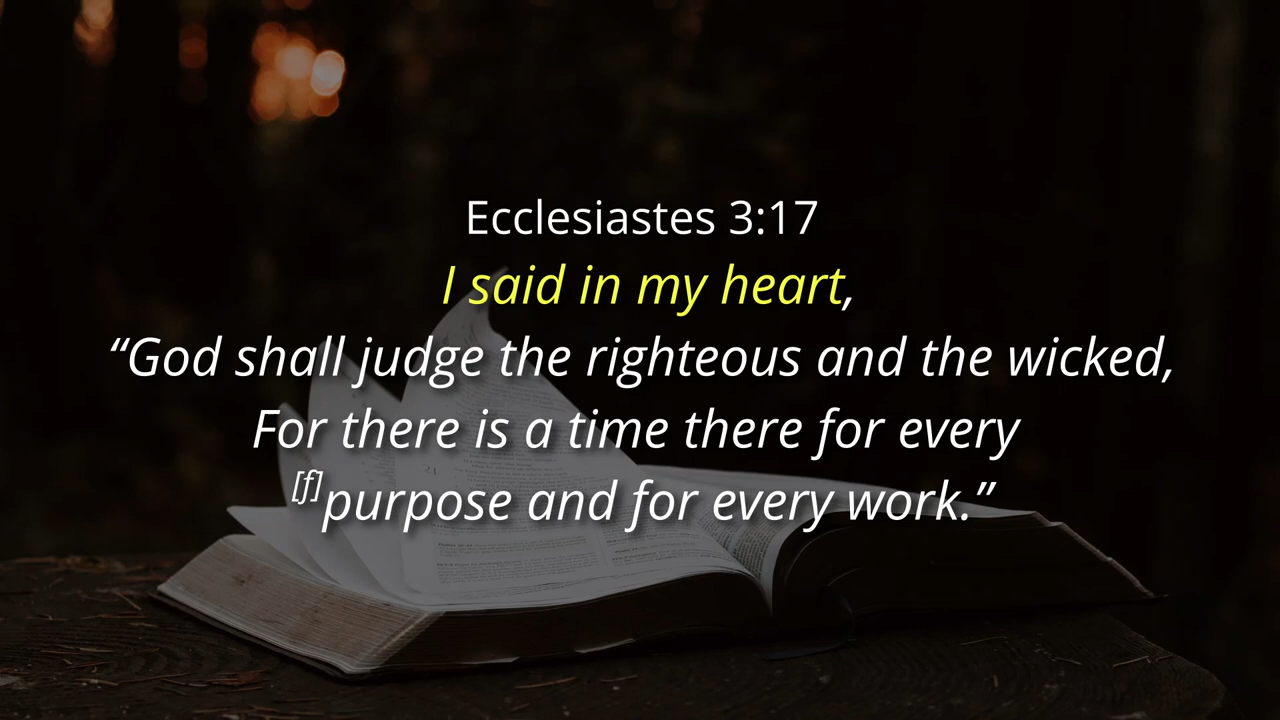 Ecclesiastes 3:17
I said in my heart,
“God shall judge the righteous and the wicked,
For there is a time there for every
[f]purpose and for every work.”